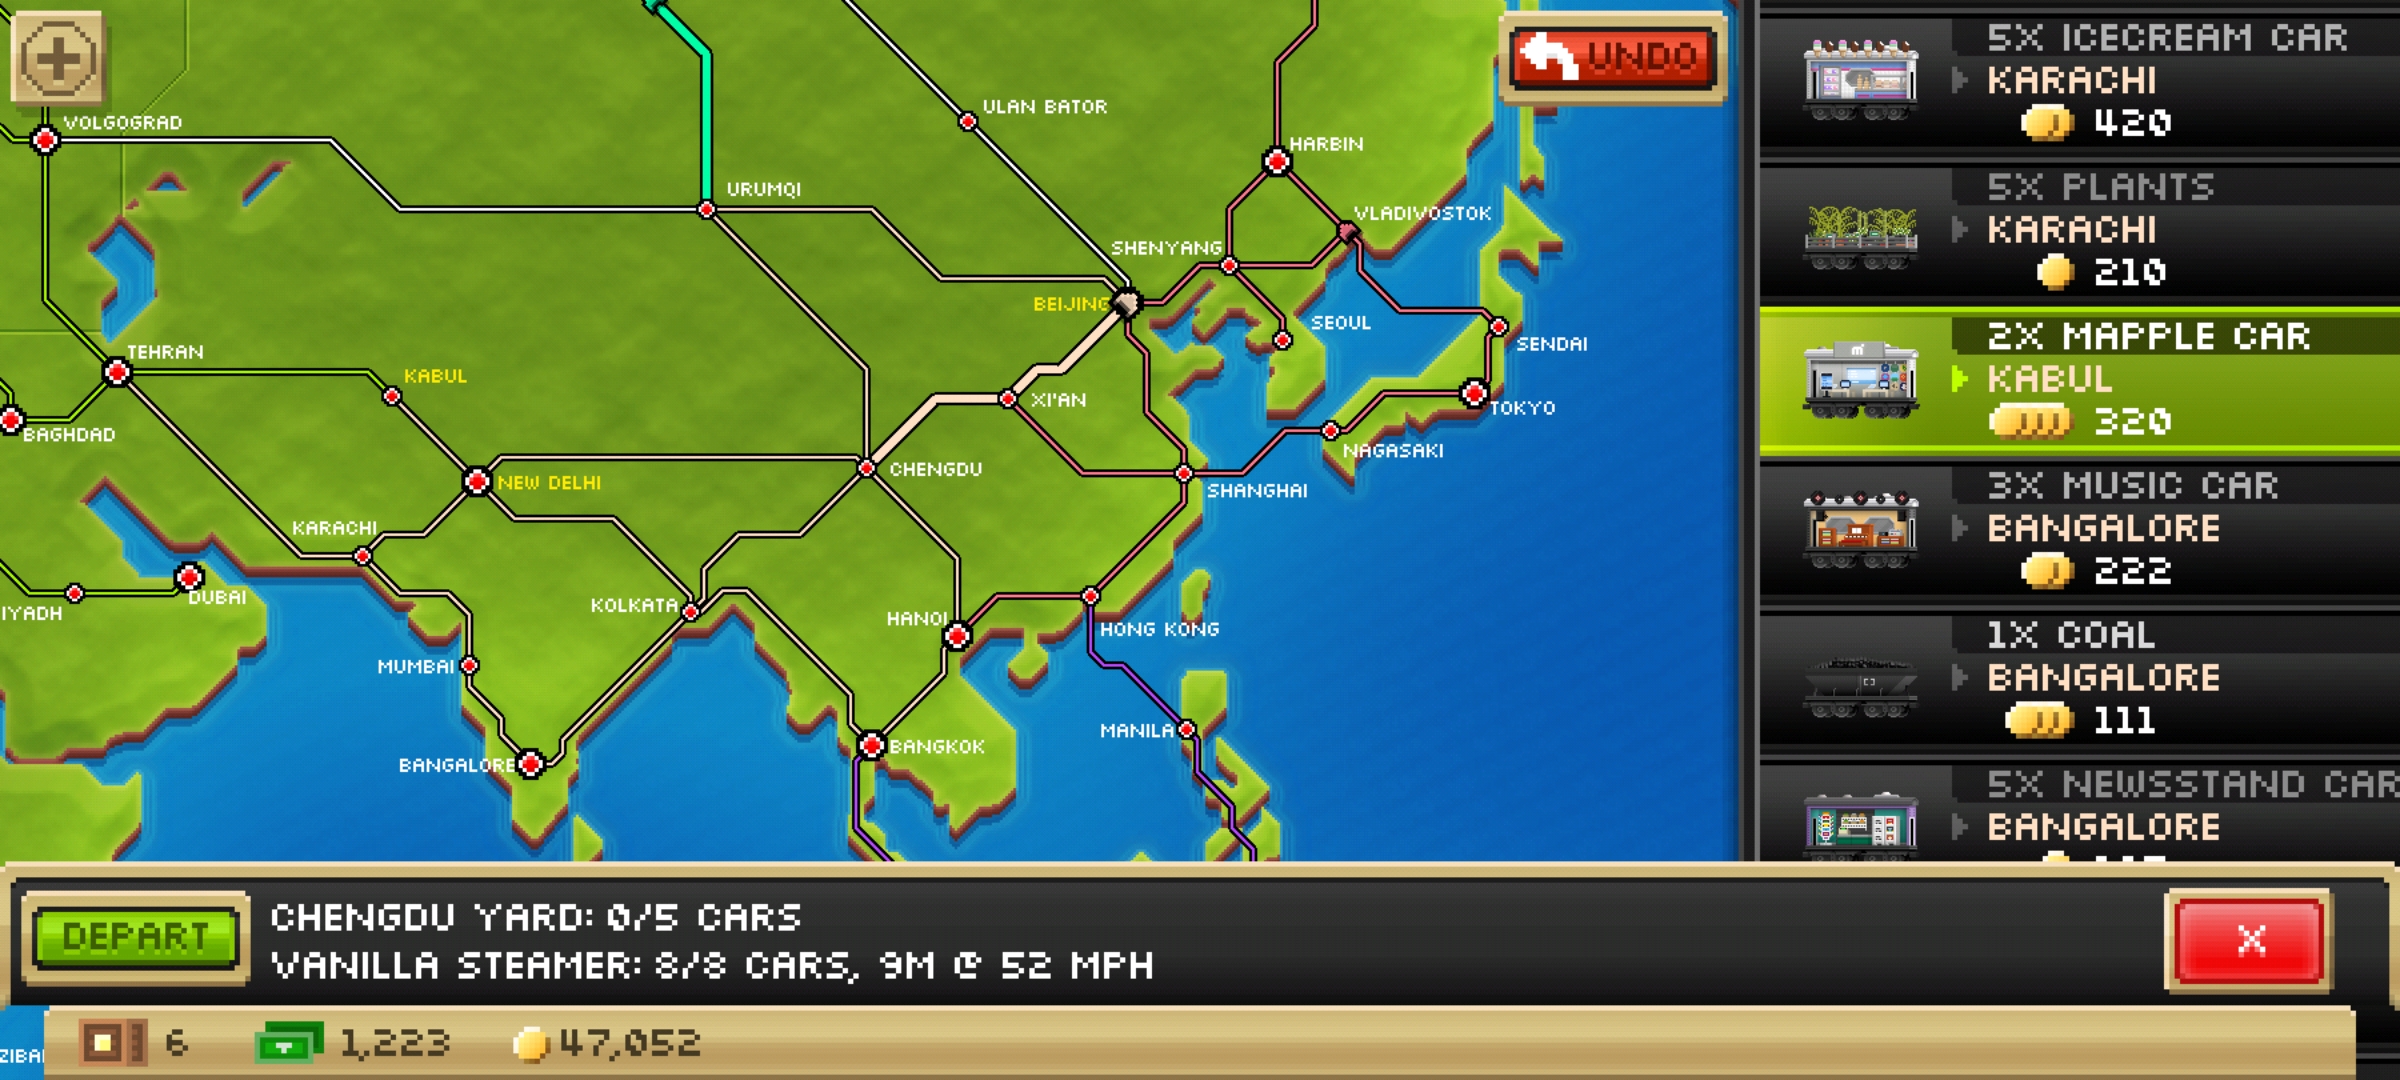 UNDO
ULAN BATOR
VOLGOGRAD
HARBIN
URUMQI
VLADIVOSTOK
SHENYANG
BEIJING
SEOUL
SENDAI
TEHRAN
KABUL
XI'AN
TOKYO
BAGHDAD
NAGASAKI
CHENGDU
NEW DELHI
SHANGHAI
KARACHI
DUBAI
IYADH
KOLKATA
HANOI
HONG KONG
MUMBAI
MANILA
BANGKOK
BANGALORE
5X ICECREAM CAR
KARACHI
420
5X PLANTS
KARACHI
210
2X MAPPLE CAR
KABUL
320
3X MUSIC CAR
BANGALORE
222
1X COAL
BANGALORE
111
5X NEWSSTAND CAR
BANGALORE
DEPART
CHENGDU YARD: 0/5 CARS
VANILLA STEAMER: 8/8 CARS, 9M @ 52 MPH
X
6
1,223
47,052
ZIBA